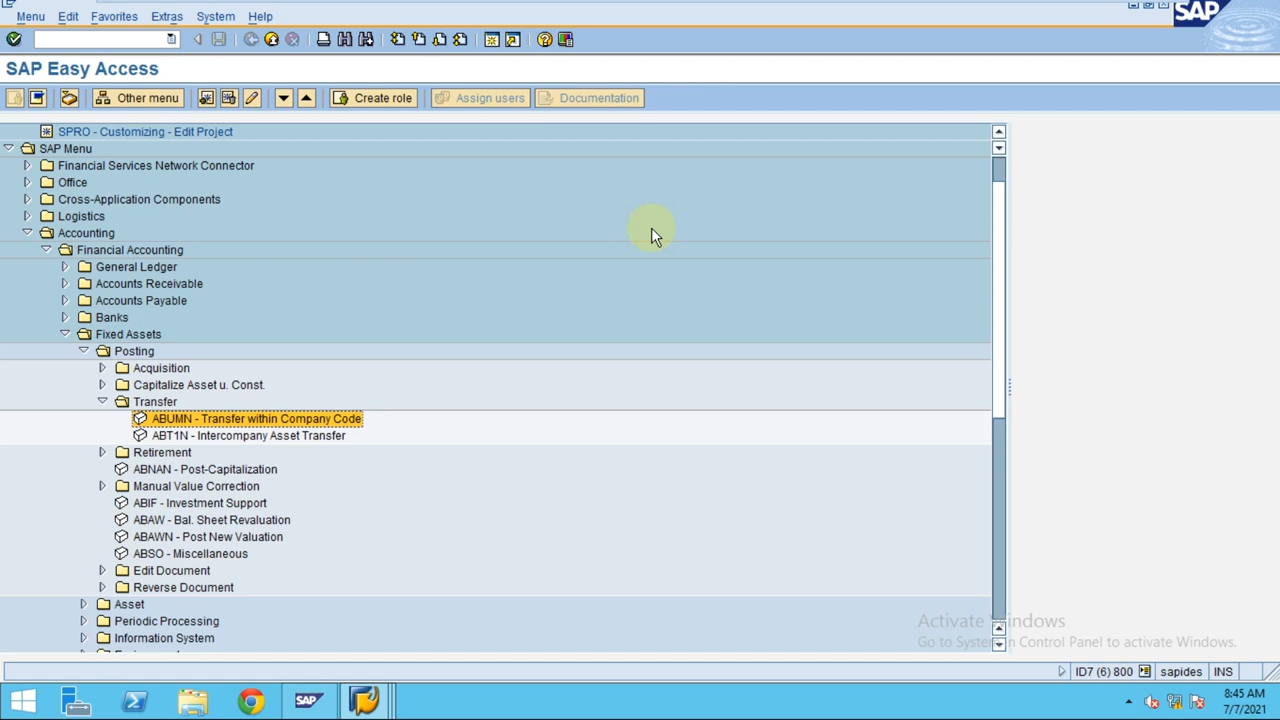 Menu Edit Favorites Extras System Help
SAP
SAP Easy Access
Other menu Create role Assign users Documentation
SPRO - Customizing - Edit Project
SAP Menu
Financial Services Network Connector
Office
Cross-Application Components
Logistics
Accounting
Financial Accounting
General Ledger
Accounts Receivable
Accounts Payable
Banks
Fixed Assets
Posting
Acquisition
Capitalize Asset u. Const.
Transfer
ABUMN - Transfer within Company Code
ABT1N - Intercompany Asset Transfer
Retirement
ABNAN - Post-Capitalization
Manual Value Correction
ABIF - Investment Support
ABAW - Bal. Sheet Revaluation
ABAWN - Post New Valuation
ABSO - Miscellaneous
Edit Document
Reverse Document
Asset
Periodic Processing
Information System
Activate Windows
Go to System in Control Panel to activate Windows.
ID7 (6) 800 sapides INS
SAP
8:45 AM
7/7/2021